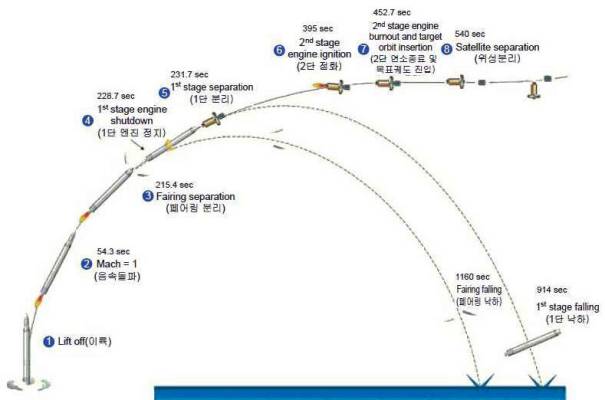 1 Lift off(이륙)
54.3 sec
2 Mach = 1
(음속돌파)
215.4 sec
3 Fairing separation
(페어링 분리)
228.7 sec
4 1st stage engine
shutdown
(1단 엔진 정지)
231.7 sec
5 1st stage separation
(1단 분리)
395 sec
6 2nd stage
engine ignition
(2단 점화)
452.7 sec
7 2nd stage engine
burnout and target
orbit insertion
(2단 연소종료 및
목표궤도 진입)
540 sec
8 Satellite separation
(위성분리)
1160 sec
Fairing falling
(페어링 낙하)
914 sec
1st stage falling
(1단 낙하)